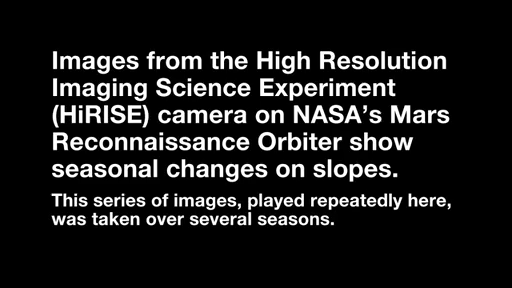 Images from the High Resolution
Imaging Science Experiment
(HiRISE) camera on NASA's Mars
Reconnaissance Orbiter show
seasonal changes on slopes.
This series of images, played repeatedly here,
was taken over several seasons.